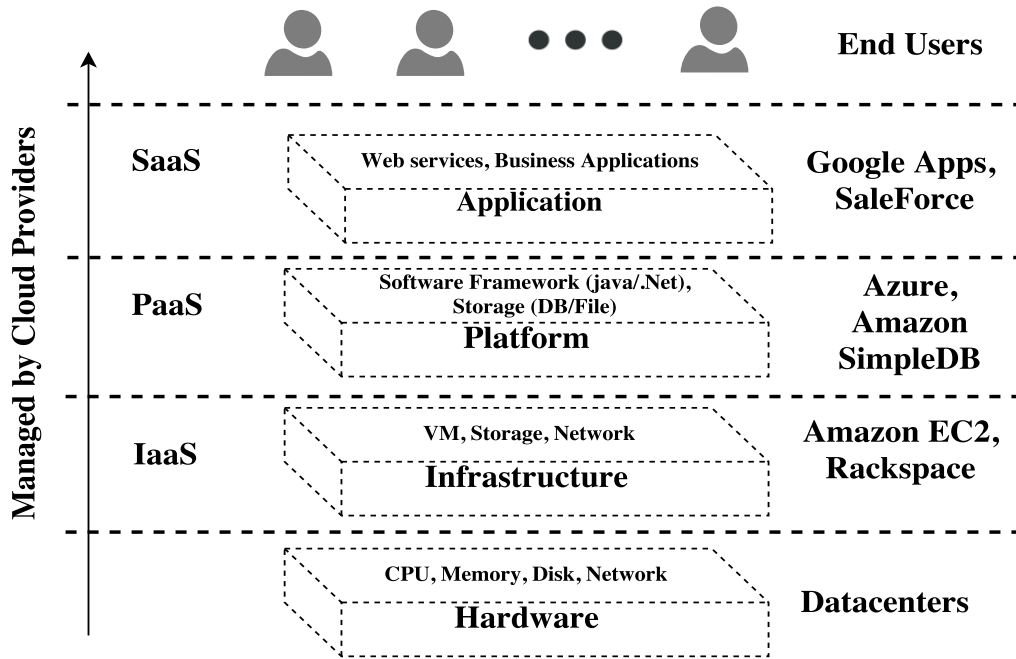 End Users
Managed by Cloud Providers
SaaS
Web services, Business Applications
Application
Google Apps,
SaleForce
PaaS
Software Framework (java/.Net),
Storage (DB/File)
Platform
Azure,
Amazon
SimpleDB
IaaS
VM, Storage, Network
Infrastructure
Amazon EC2,
Rackspace
CPU, Memory, Disk, Network
Hardware
Datacenters